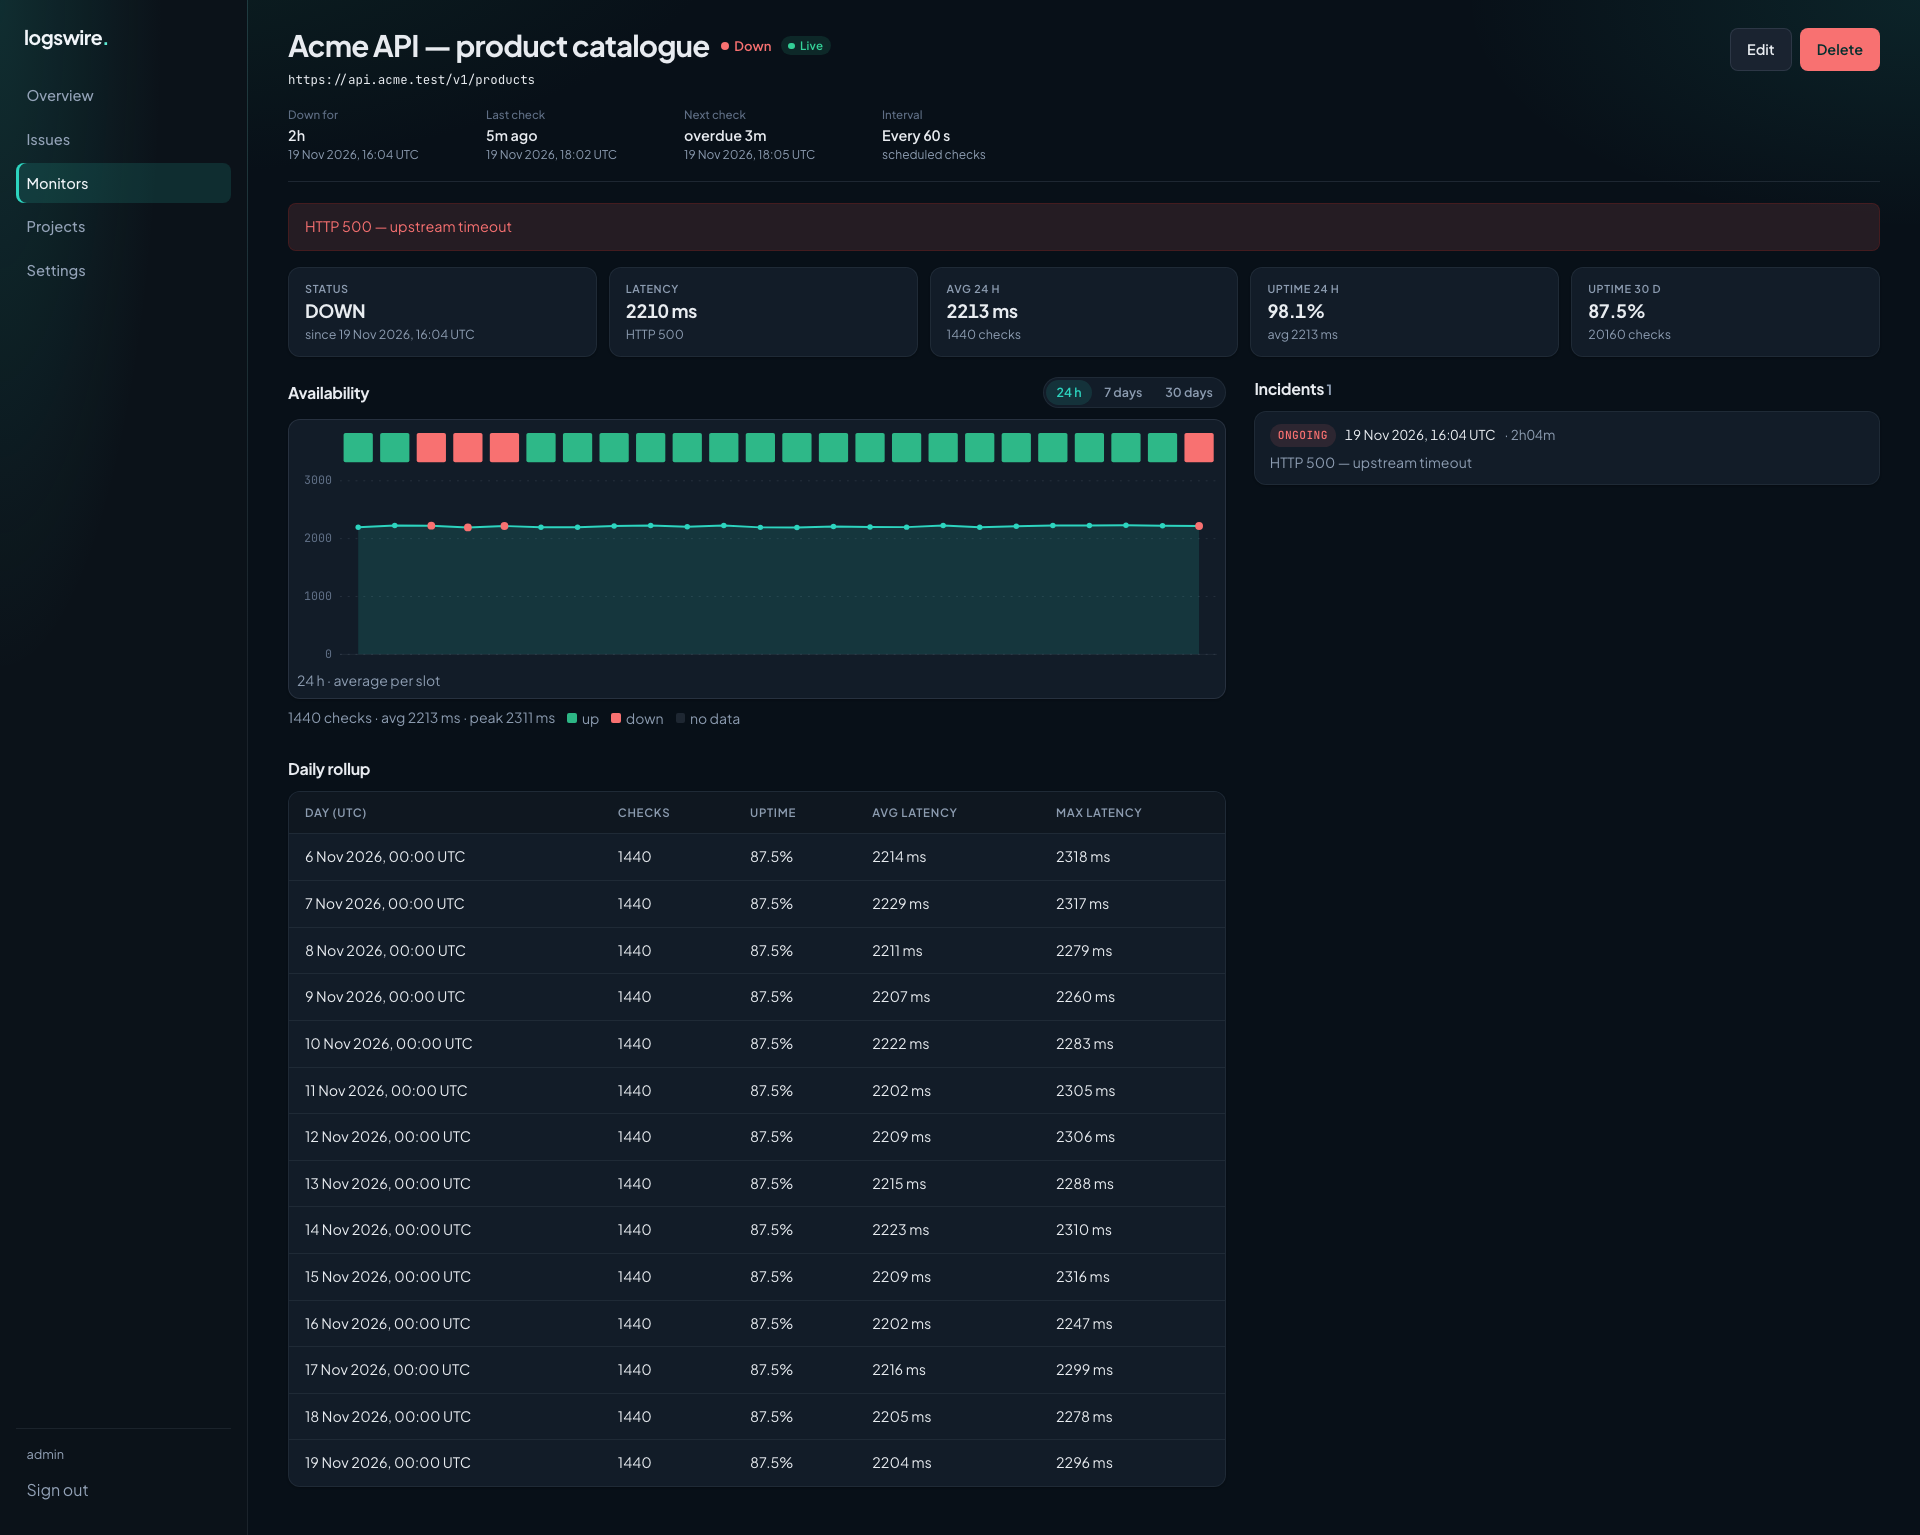 logswire.
Overview
Issues
Monitors
Projects
Settings
admin
Sign out
Acme API — product catalogue
Down
Live
Edit
Delete
https://api.acme.test/v1/products
Down for
2h
19 Nov 2026, 16:04 UTC
Last check
5m ago
19 Nov 2026, 18:02 UTC
Next check
overdue 3m
19 Nov 2026, 18:05 UTC
Interval
Every 60 s
scheduled checks
HTTP 500 — upstream timeout
STATUS
DOWN
since 19 Nov 2026, 16:04 UTC
LATENCY
2210 ms
HTTP 500
AVG 24 H
2213 ms
1440 checks
UPTIME 24 H
98.1%
avg 2213 ms
UPTIME 30 D
87.5%
20160 checks
Availability
24 h 7 days 30 days
3000
2000
1000
0
24 h · average per slot
1440 checks · avg 2213 ms · peak 2311 ms up down no data
Incidents 1
ONGOING 19 Nov 2026, 16:04 UTC · 2h04m
HTTP 500 — upstream timeout
Daily rollup
DAY (UTC) CHECKS UPTIME AVG LATENCY MAX LATENCY
6 Nov 2026, 00:00 UTC 1440 87.5% 2214 ms 2318 ms
7 Nov 2026, 00:00 UTC 1440 87.5% 2229 ms 2317 ms
8 Nov 2026, 00:00 UTC 1440 87.5% 2211 ms 2279 ms
9 Nov 2026, 00:00 UTC 1440 87.5% 2207 ms 2260 ms
10 Nov 2026, 00:00 UTC 1440 87.5% 2222 ms 2283 ms
11 Nov 2026, 00:00 UTC 1440 87.5% 2202 ms 2305 ms
12 Nov 2026, 00:00 UTC 1440 87.5% 2209 ms 2306 ms
13 Nov 2026, 00:00 UTC 1440 87.5% 2215 ms 2288 ms
14 Nov 2026, 00:00 UTC 1440 87.5% 2223 ms 2310 ms
15 Nov 2026, 00:00 UTC 1440 87.5% 2209 ms 2316 ms
16 Nov 2026, 00:00 UTC 1440 87.5% 2202 ms 2247 ms
17 Nov 2026, 00:00 UTC 1440 87.5% 2216 ms 2299 ms
18 Nov 2026, 00:00 UTC 1440 87.5% 2205 ms 2278 ms
19 Nov 2026, 00:00 UTC 1440 87.5% 2204 ms 2296 ms